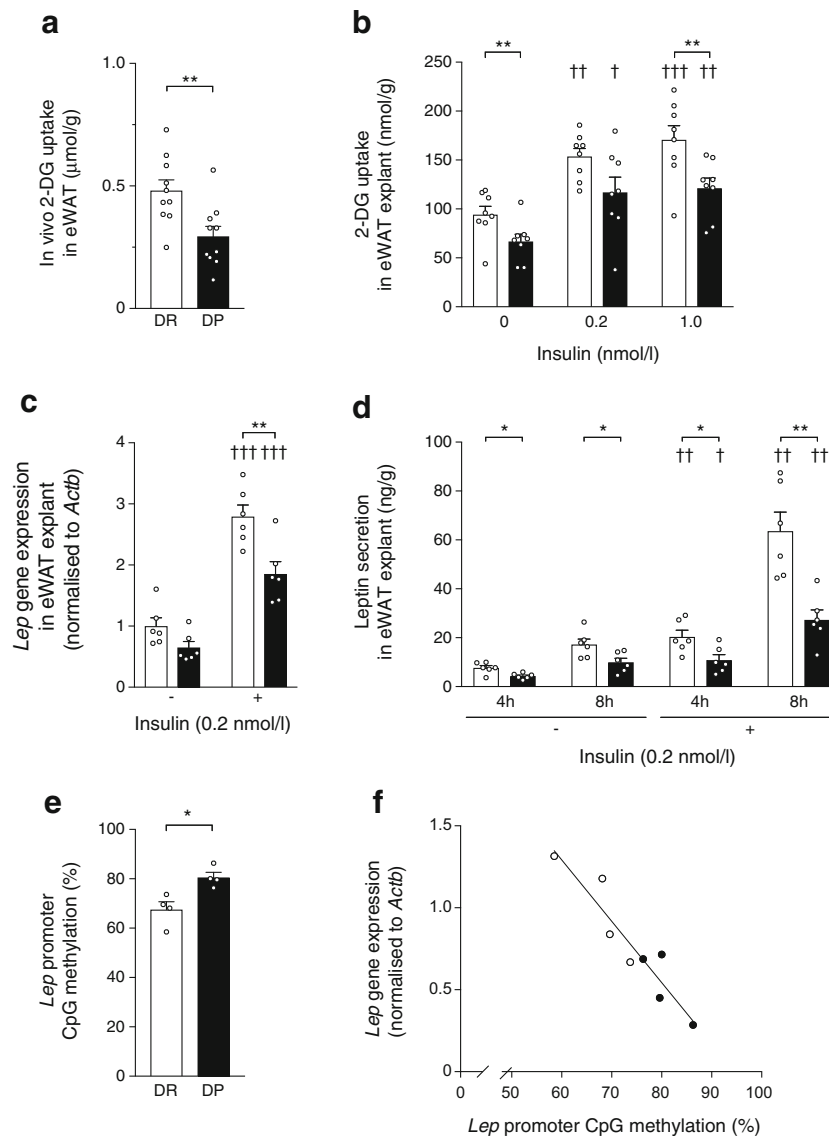 a
In vivo 2-DG uptake
in eWAT (μmol/g)
1.0
0.5
0
**
DR DP
b
2-DG uptake
in eWAT explant (nmol/g)
250
200
150
100
50
0
** **
†† † ††† ††
0 0.2 1.0
Insulin (nmol/l)
c
Lep gene expression
in eWAT explant
(normalised to Actb)
4
3
2
1
0
**
††† †††
- +
Insulin (0.2 nmol/l)
d
Leptin secretion
in eWAT explant (ng/g)
100
80
60
40
20
0
* * * **
†† † †† ††
4h 8h 4h 8h
- +
Insulin (0.2 nmol/l)
e
Lep promoter
CpG methylation (%)
100
80
60
40
20
0
*
DR DP
f
Lep gene expression
(normalised to Actb)
1.5
1.0
0.5
0
0 50 60 70 80 90 100
Lep promoter CpG methylation (%)